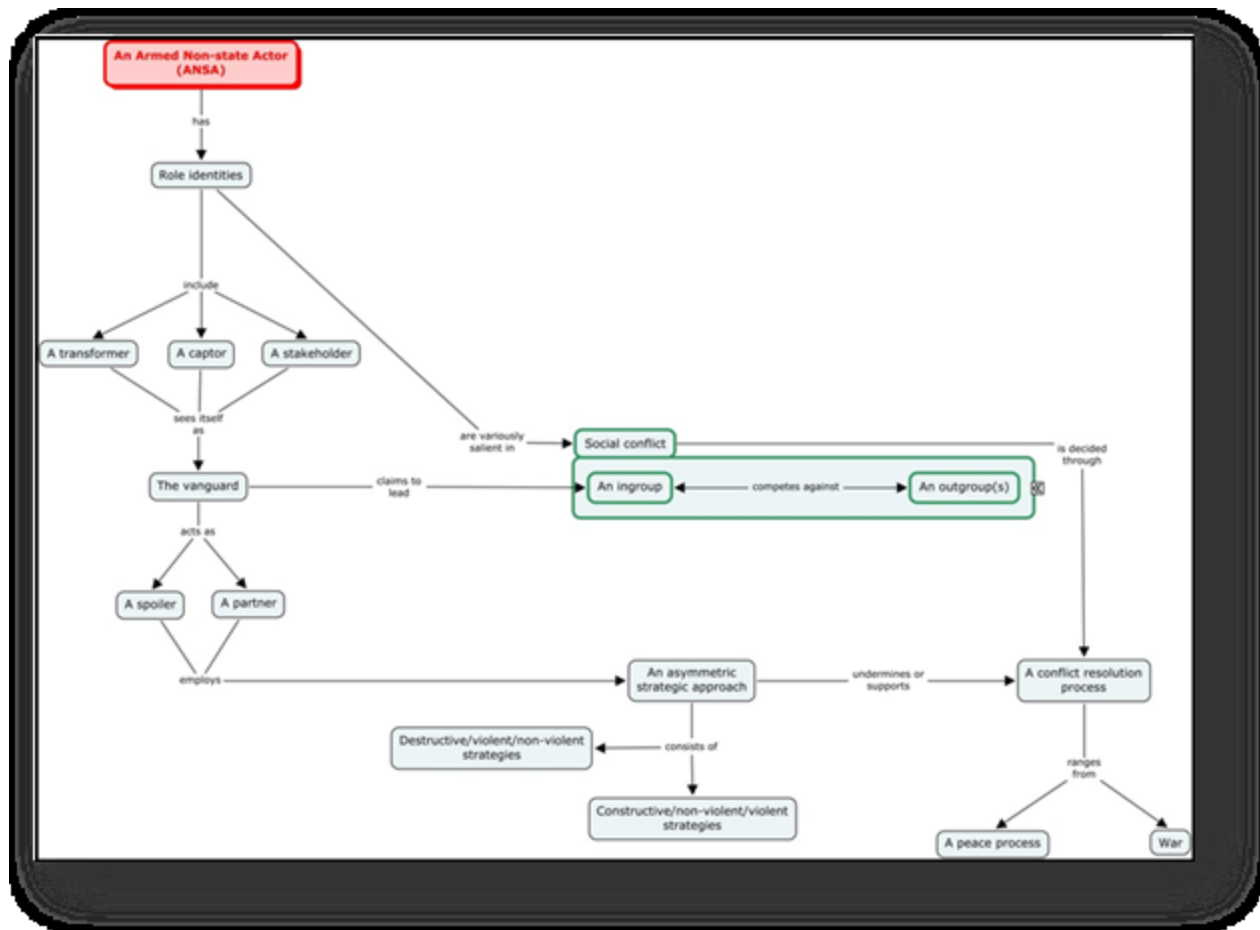 An Armed Non-state Actor
(ANSA)
has
Role identities
include
A transformer
A captor
A stakeholder
sees itself
as
are variously
salient in
Social conflict
is decided
through
The vanguard
claims to
lead
An ingroup
competes against
An outgroup(s)
acts as
A spoiler
A partner
employs
An asymmetric
strategic approach
undermines or
supports
A conflict resolution
process
Destructive/violent/non-violent
strategies
consists of
ranges
from
Constructive/non-violent/violent
strategies
A peace process
War